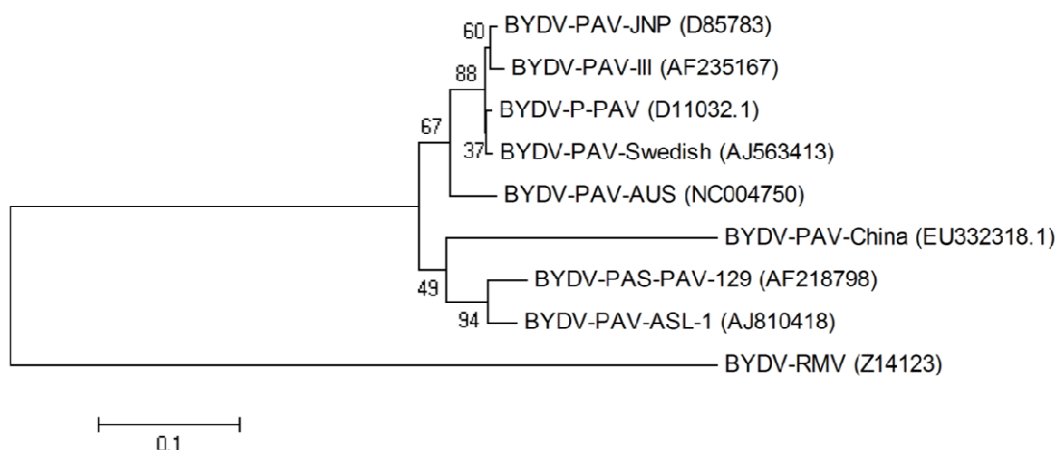 60
BYDV-PAV-JNP (D85783)
BYDV-PAV-III (AF235167)
88
BYDV-P-PAV (D11032.1)
67
37
BYDV-PAV-Swedish (AJ563413)
BYDV-PAV-AUS (NC004750)
BYDV-PAV-China (EU332318.1)
49
BYDV-PAS-PAV-129 (AF218798)
94
BYDV-PAV-ASL-1 (AJ810418)
BYDV-RMV (Z14123)
0.1